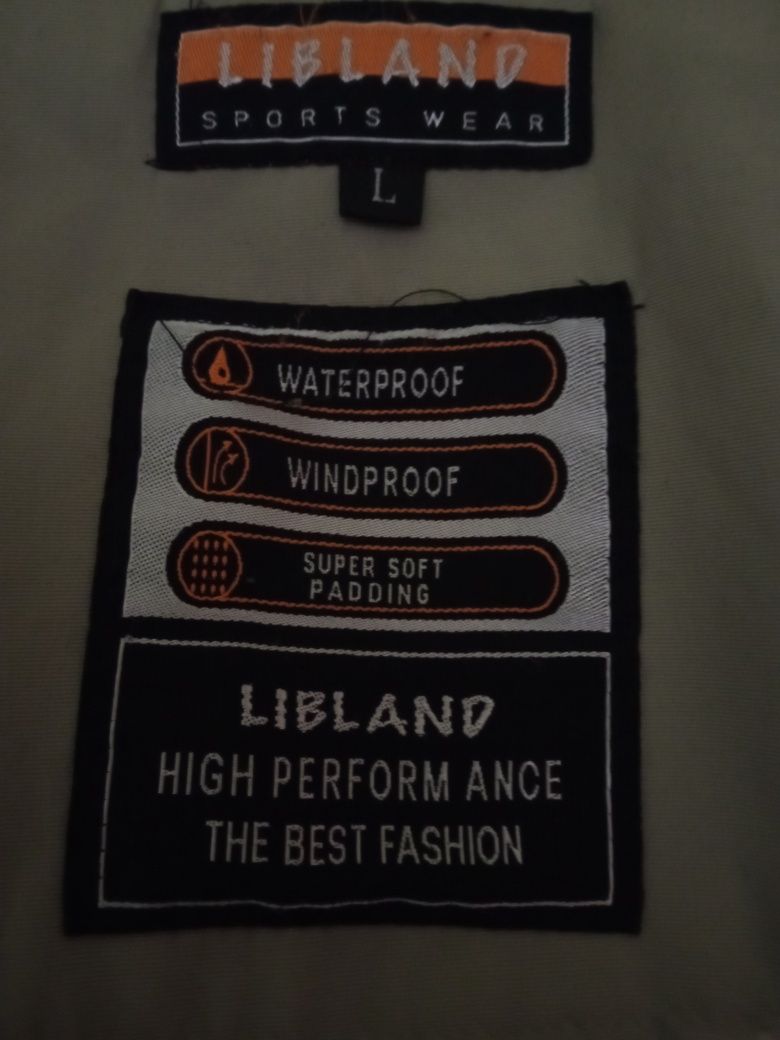 LIBLAND
SPORTS WEAR
L
WATERPROOF
WINDPROOF
SUPER SOFT
PADDING
LIBLAND
HIGH PERFORM ANCE
THE BEST FASHION